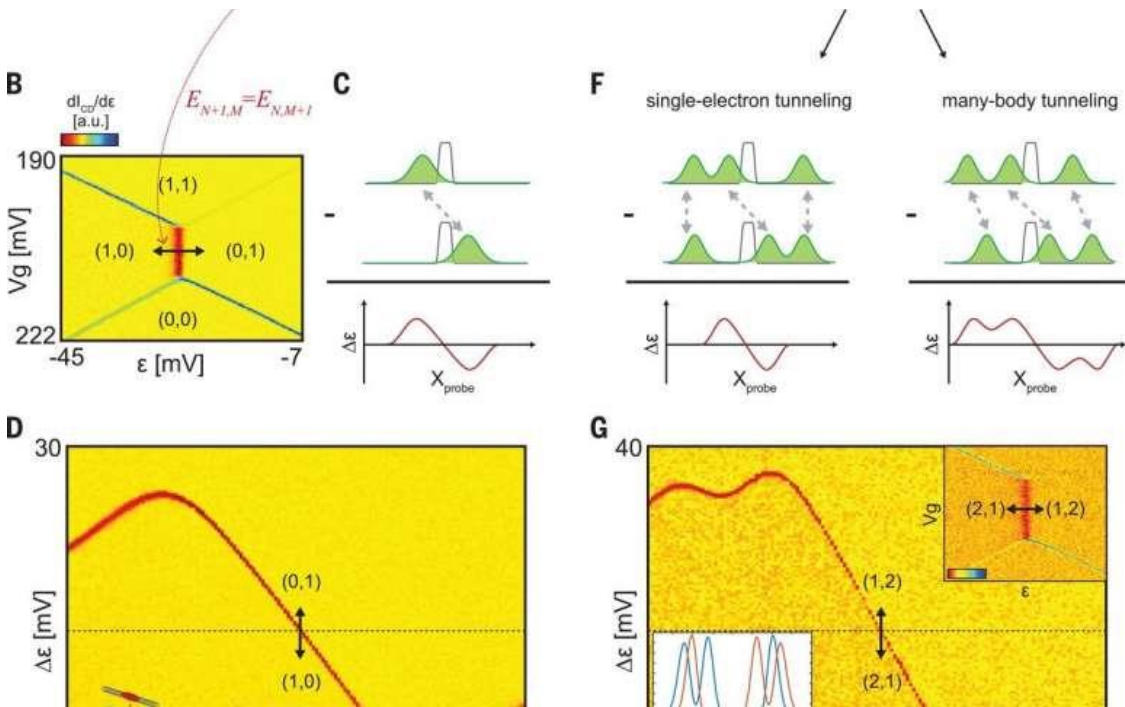 B
dI_CD/dε
[a.u.]
E_N+1,M=E_N,M+1
190
Vg [mV]
222
(1,1)
(1,0)
(0,1)
(0,0)
-45
ε [mV]
-7
C
-
Δε
X_probe
F
single-electron tunneling
many-body tunneling
-
-
Δε
X_probe
Δε
X_probe
D
30
Δε [mV]
(0,1)
(1,0)
G
40
Δε [mV]
(1,2)
(2,1)
Vg
(2,1)
(1,2)
ε